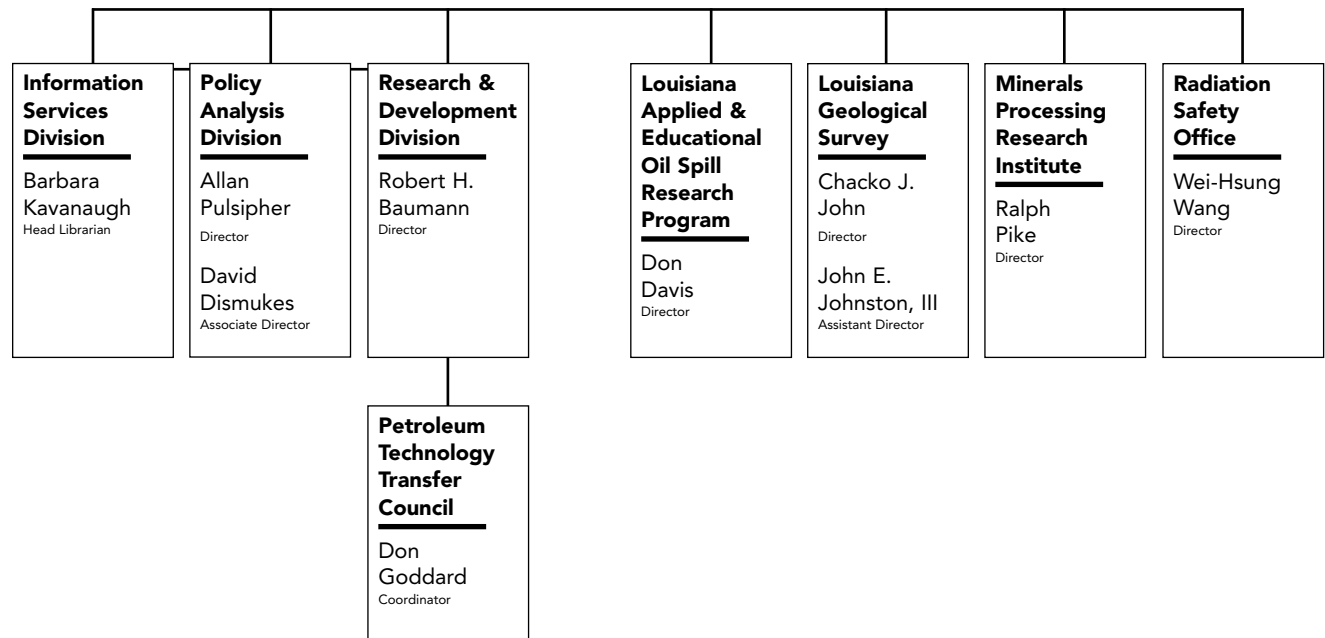 Information
Services
Division
Barbara
Kavanaugh
Head Librarian
Policy
Analysis
Division
Allan
Pulsipher
Director
David
Dismukes
Associate Director
Research &
Development
Division
Robert H.
Baumann
Director
Louisiana
Applied &
Educational
Oil Spill
Research
Program
Don
Davis
Director
Louisiana
Geological
Survey
Chacko J.
John
Director
John E.
Johnston, III
Assistant Director
Minerals
Processing
Research
Institute
Ralph
Pike
Director
Radiation
Safety
Office
Wei-Hsung
Wang
Director
Petroleum
Technology
Transfer
Council
Don
Goddard
Coordinator